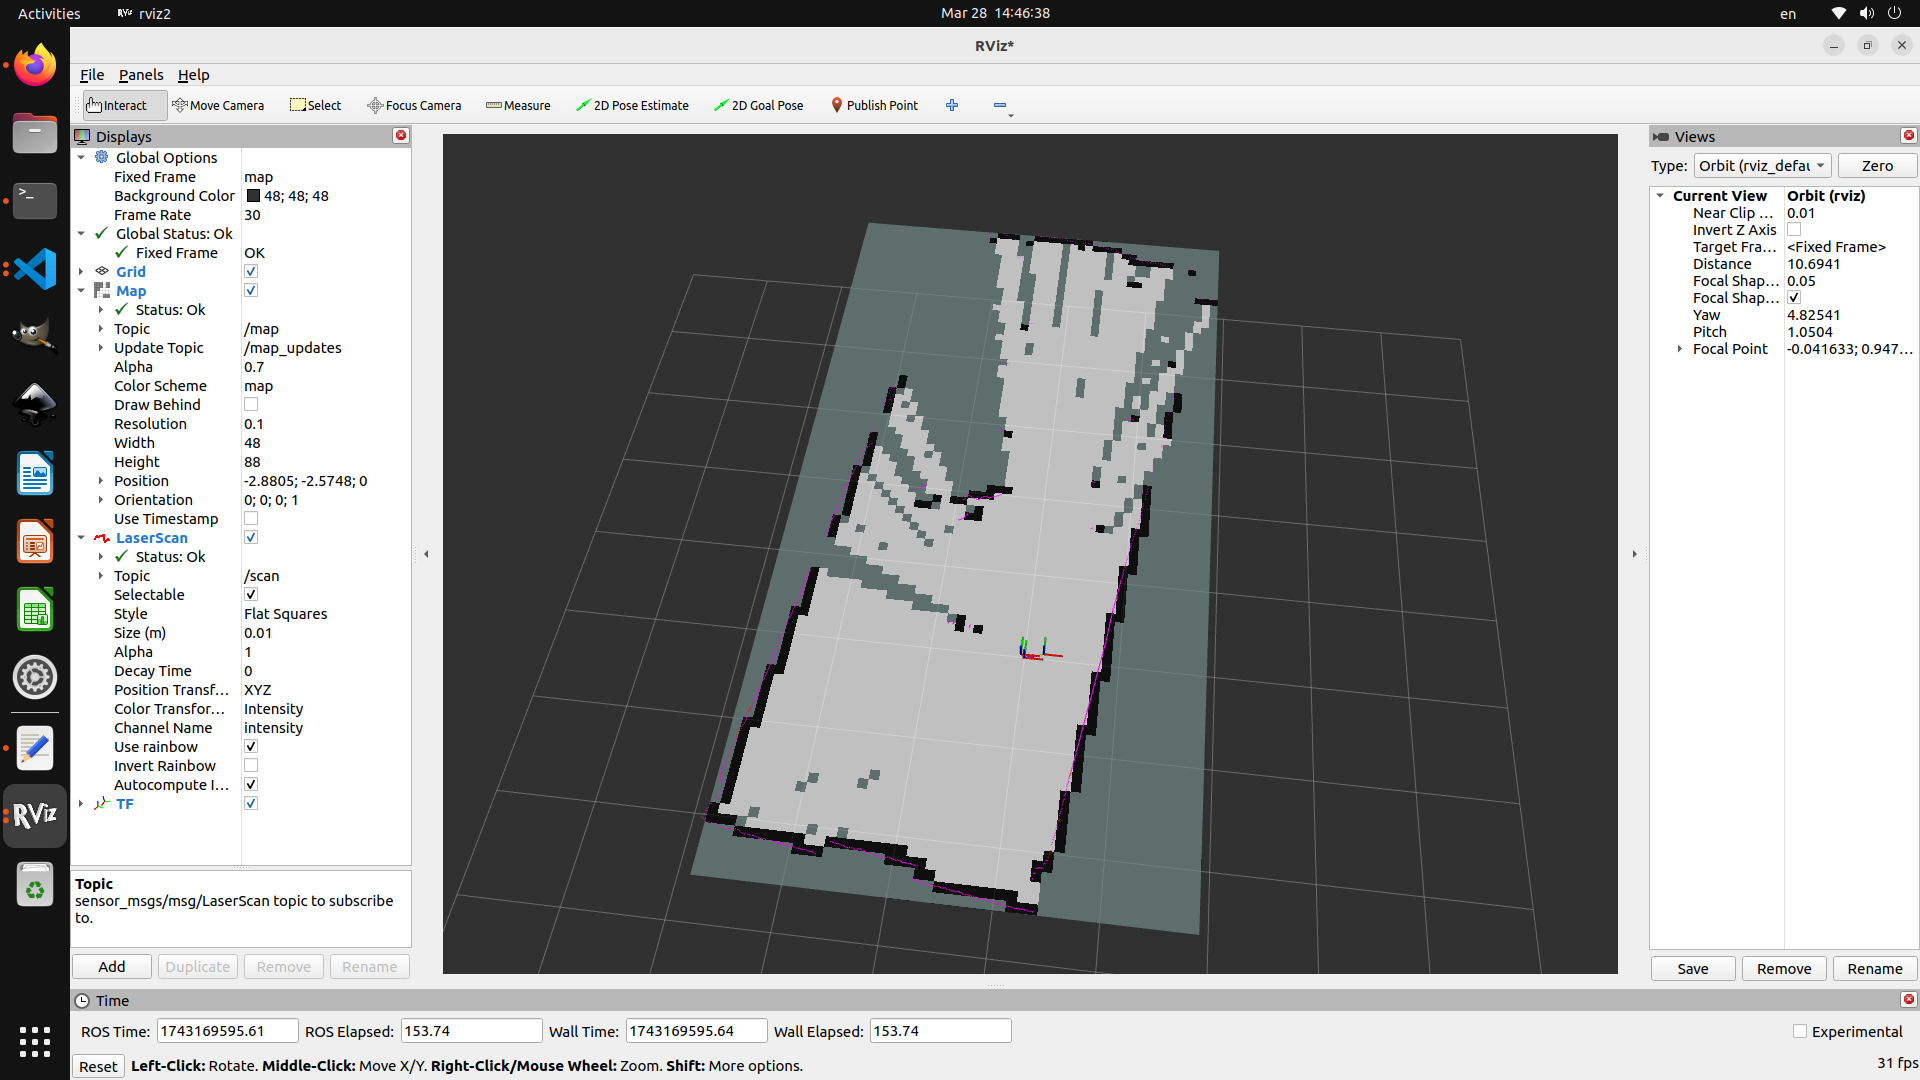 Activities
RViz
rviz2
Mar 28 14:46:38
en
RViz*
File Panels Help
Interact Move Camera Select Focus Camera Measure 2D Pose Estimate 2D Goal Pose Publish Point
Displays
Global Options
Fixed Frame map
Background Color 48; 48; 48
Frame Rate 30
Global Status: Ok
Fixed Frame OK
Grid
Map
Status: Ok
Topic /map
Update Topic /map_updates
Alpha 0.7
Color Scheme map
Draw Behind
Resolution 0.1
Width 48
Height 88
Position -2.8805; -2.5748; 0
Orientation 0; 0; 0; 1
Use Timestamp
LaserScan
Status: Ok
Topic /scan
Selectable
Style Flat Squares
Size (m) 0.01
Alpha 1
Decay Time 0
Position Transf... XYZ
Color Transfor... Intensity
Channel Name intensity
Use rainbow
Invert Rainbow
Autocompute I...
TF
Topic
sensor_msgs/msg/LaserScan topic to subscribe
to.
Add Duplicate Remove Rename
Views
Type: Orbit (rviz_defau Zero
Current View Orbit (rviz)
Near Clip ... 0.01
Invert Z Axis
Target Fra... <Fixed Frame>
Distance 10.6941
Focal Shap... 0.05
Focal Shap...
Yaw 4.82541
Pitch 1.0504
Focal Point -0.041633; 0.947...
Save Remove Rename
Time
ROS Time: 1743169595.61 ROS Elapsed: 153.74 Wall Time: 1743169595.64 Wall Elapsed: 153.74 Experimental
Reset Left-Click: Rotate. Middle-Click: Move X/Y. Right-Click/Mouse Wheel: Zoom. Shift: More options. 31 fps
RViz